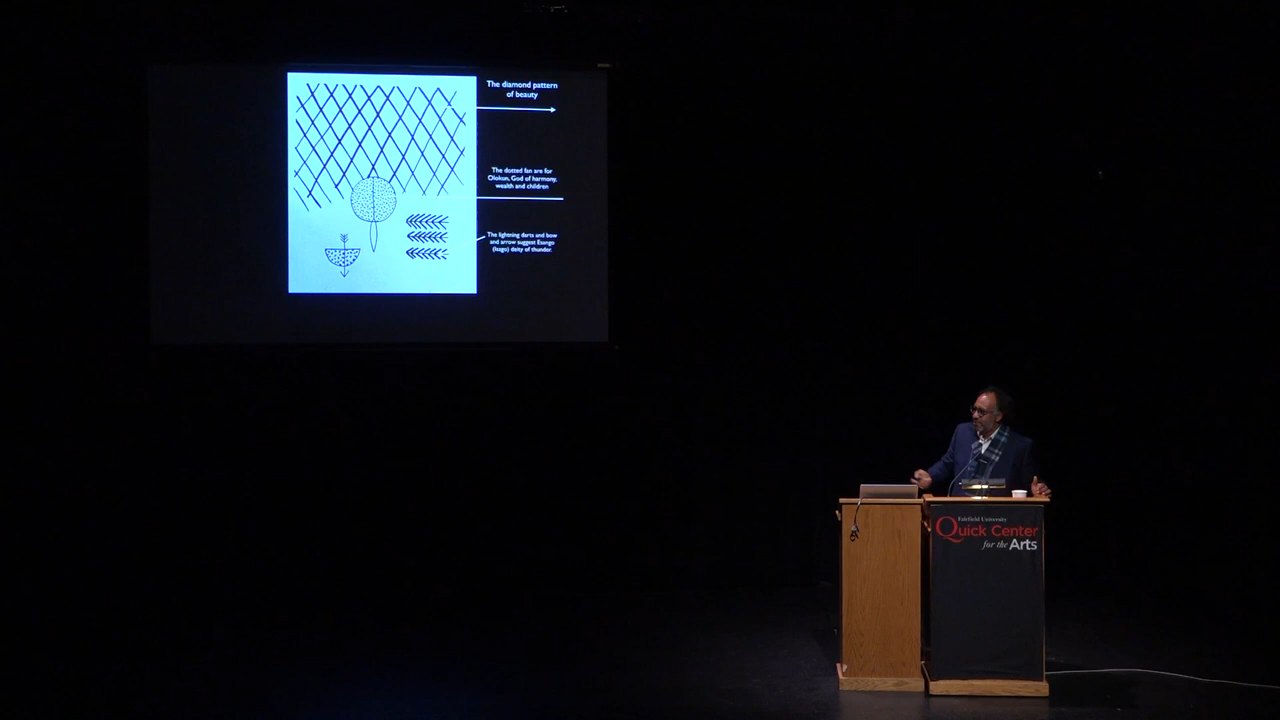 The diamond pattern
of beauty
The dotted fan are for
Olokun, God of harmony,
wealth and children
The lightning darts and bow
and arrow suggest Esango
(Isago) deity of thunder.
Fairfield University
Quick Center
for the Arts